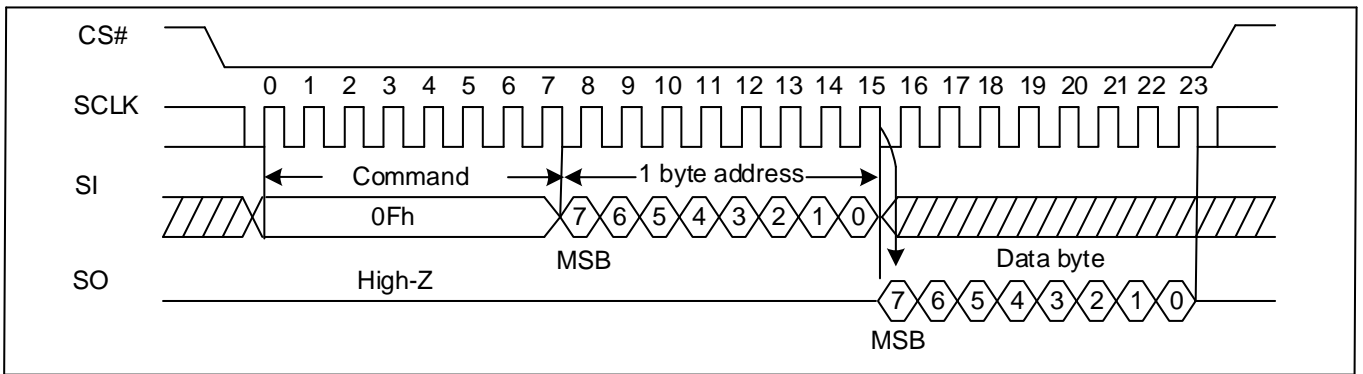 CS#
0 1 2 3 4 5 6 7 8 9 10 11 12 13 14 15 16 17 18 19 20 21 22 23
SCLK
SI
Command 1 byte address
0Fh 7 6 5 4 3 2 1 0
MSB Data byte
SO High-Z
7 6 5 4 3 2 1 0
MSB